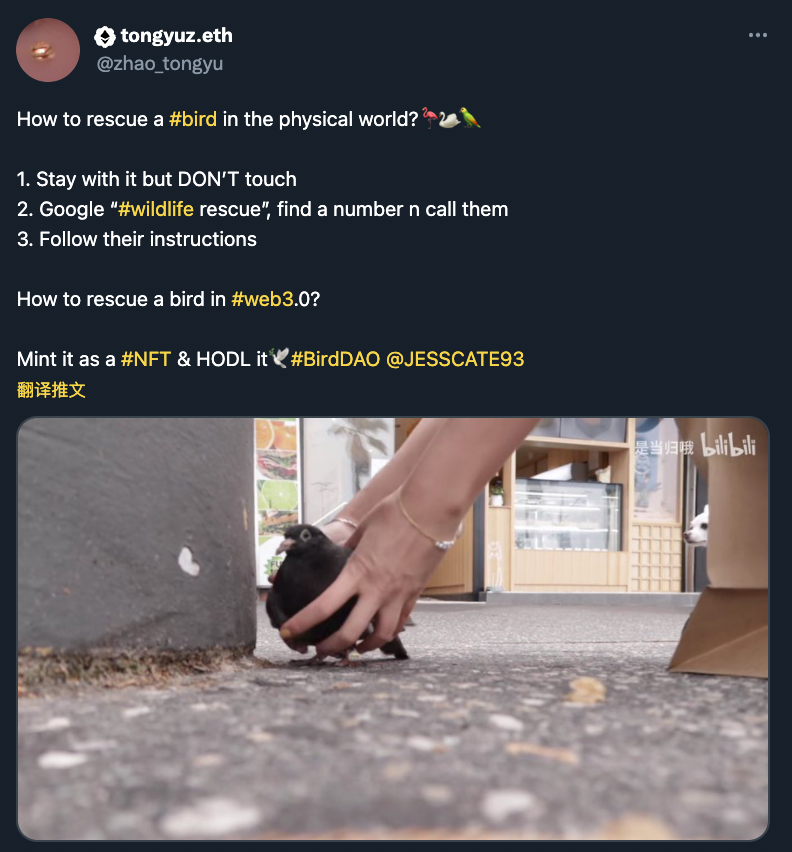 tongyuz.eth
@zhao_tongyu
How to rescue a #bird in the physical world?🦩🦢🦜
1. Stay with it but DON’T touch
2. Google “#wildlife rescue”, find a number n call them
3. Follow their instructions
How to rescue a bird in #web3.0?
Mint it as a #NFT & HODL it🕊#BirdDAO @JESSCATE93
翻译推文
是当归哦 bilibili